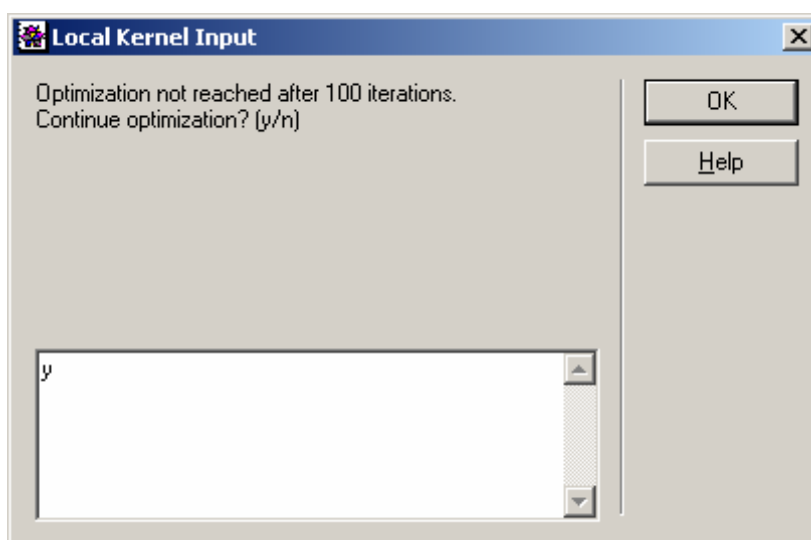 Local Kernel Input
Optimization not reached after 100 iterations.
Continue optimization? (y/n)
OK
Help
y